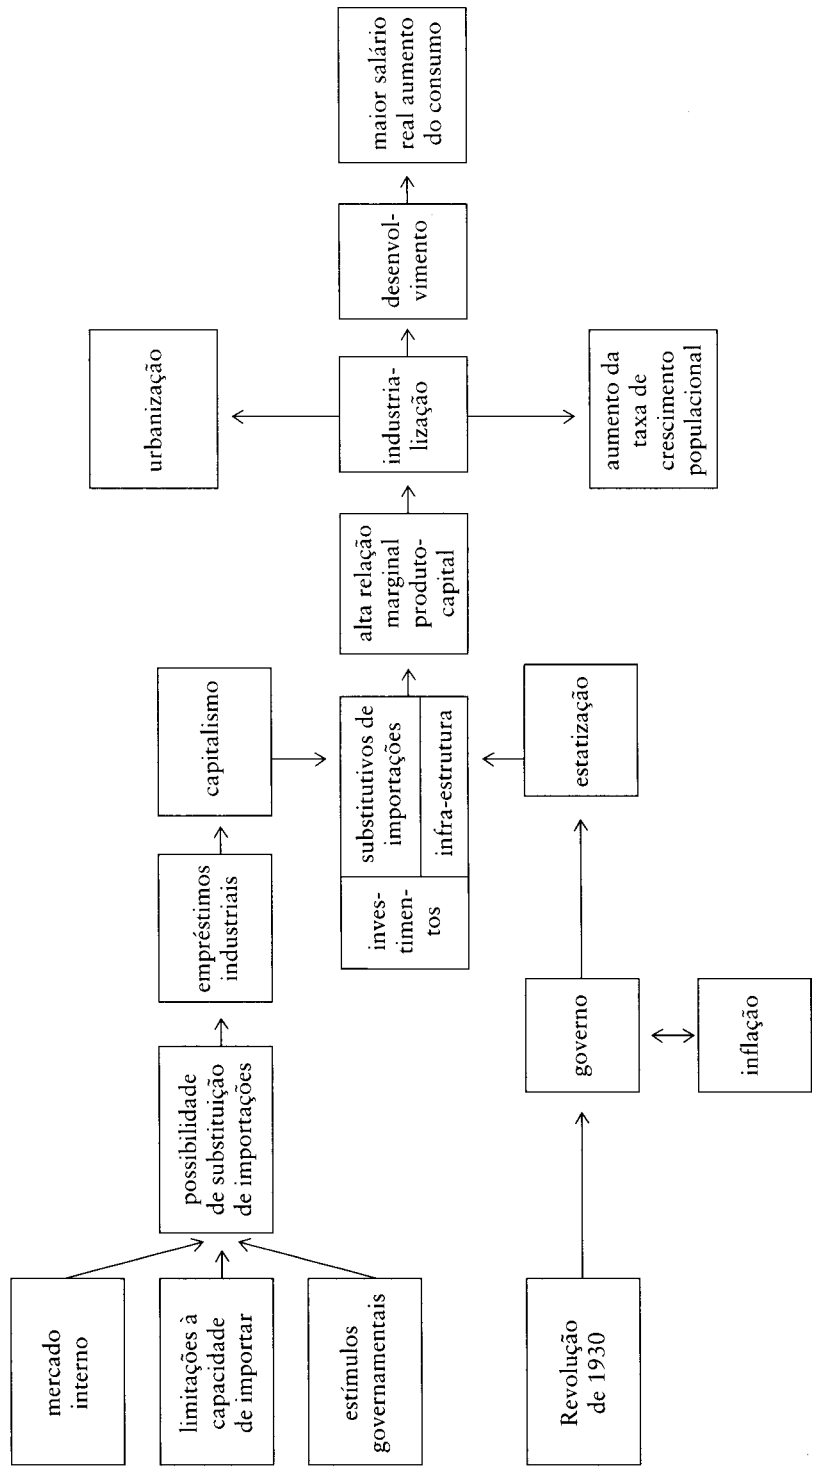 mercado
interno
limitações à
capacidade
de importar
estímulos
governamentais
Revolução
de 1930
possibilidade
de substituição
de importações
governo
inflação
empréstimos
industriais
inves-
timen-
tos
substitutivos de
importações
infra-estrutura
capitalismo
estatização
alta relação
marginal
produto-
capital
urbanização
industria-
lização
aumento da
taxa de
crescimento
populacional
desenvol-
vimento
maior salário
real aumento
do consumo